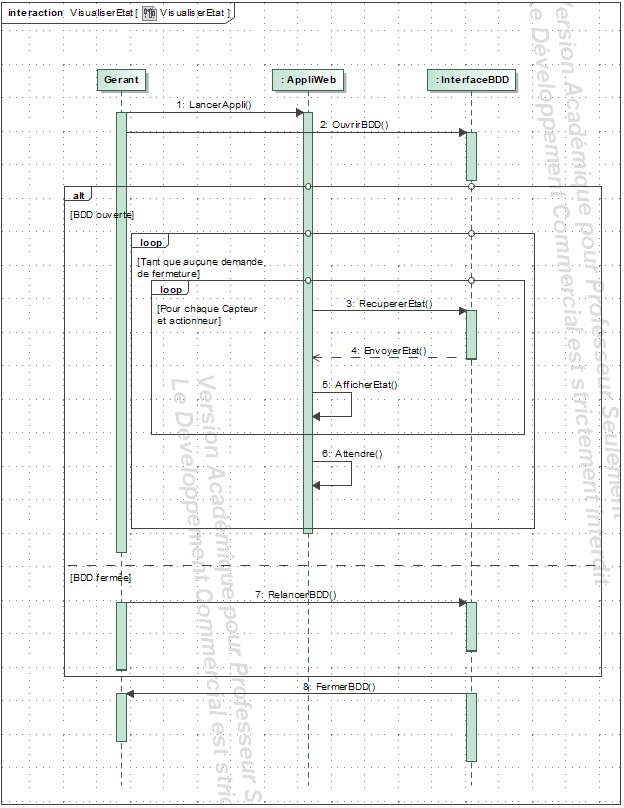 interaction VisualiserEtat [ VisualiserEtat ]
Gerant
: AppliWeb
: InterfaceBDD
1: LancerAppli()
2: OuvrirBDD()
alt
[BDD ouverte]
loop
[Tant que aucune demande
de fermeture]
loop
[Pour chaque Capteur
et actionneur]
3: RecupererEtat()
4: EnvoyerEtat()
5: AfficherEtat()
6: Attendre()
[BDD fermée]
7: RelancerBDD()
8: FermerBDD()
Version Académique pour Professeur Seulement
Le Développement Commercial est strictement interdit
Version Académique pour Professeur S
Le Développement Commercial est stric